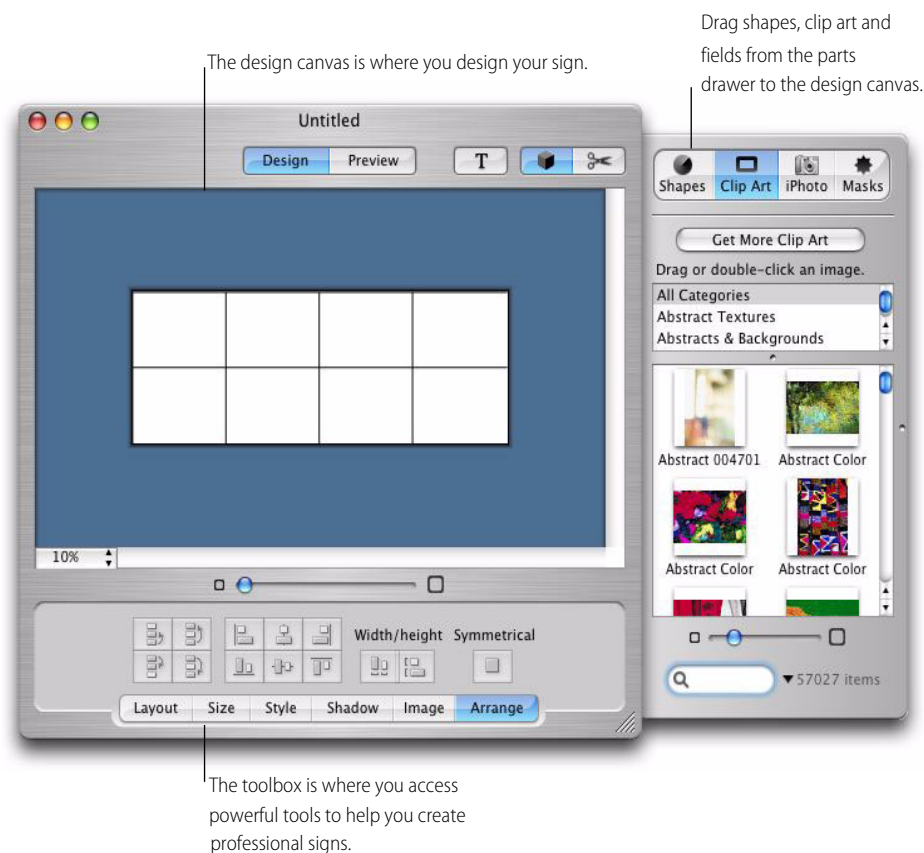 Drag shapes, clip art and
fields from the parts
drawer to the design canvas.
The design canvas is where you design your sign.
Untitled
Design Preview T
Shapes Clip Art iPhoto Masks
Get More Clip Art
Drag or double-click an image.
All Categories
Abstract Textures
Abstracts & Backgrounds
Abstract 004701 Abstract Color
Abstract Color Abstract Color
10%
Width/height Symmetrical
57027 items
Layout Size Style Shadow Image Arrange
The toolbox is where you access
powerful tools to help you create
professional signs.